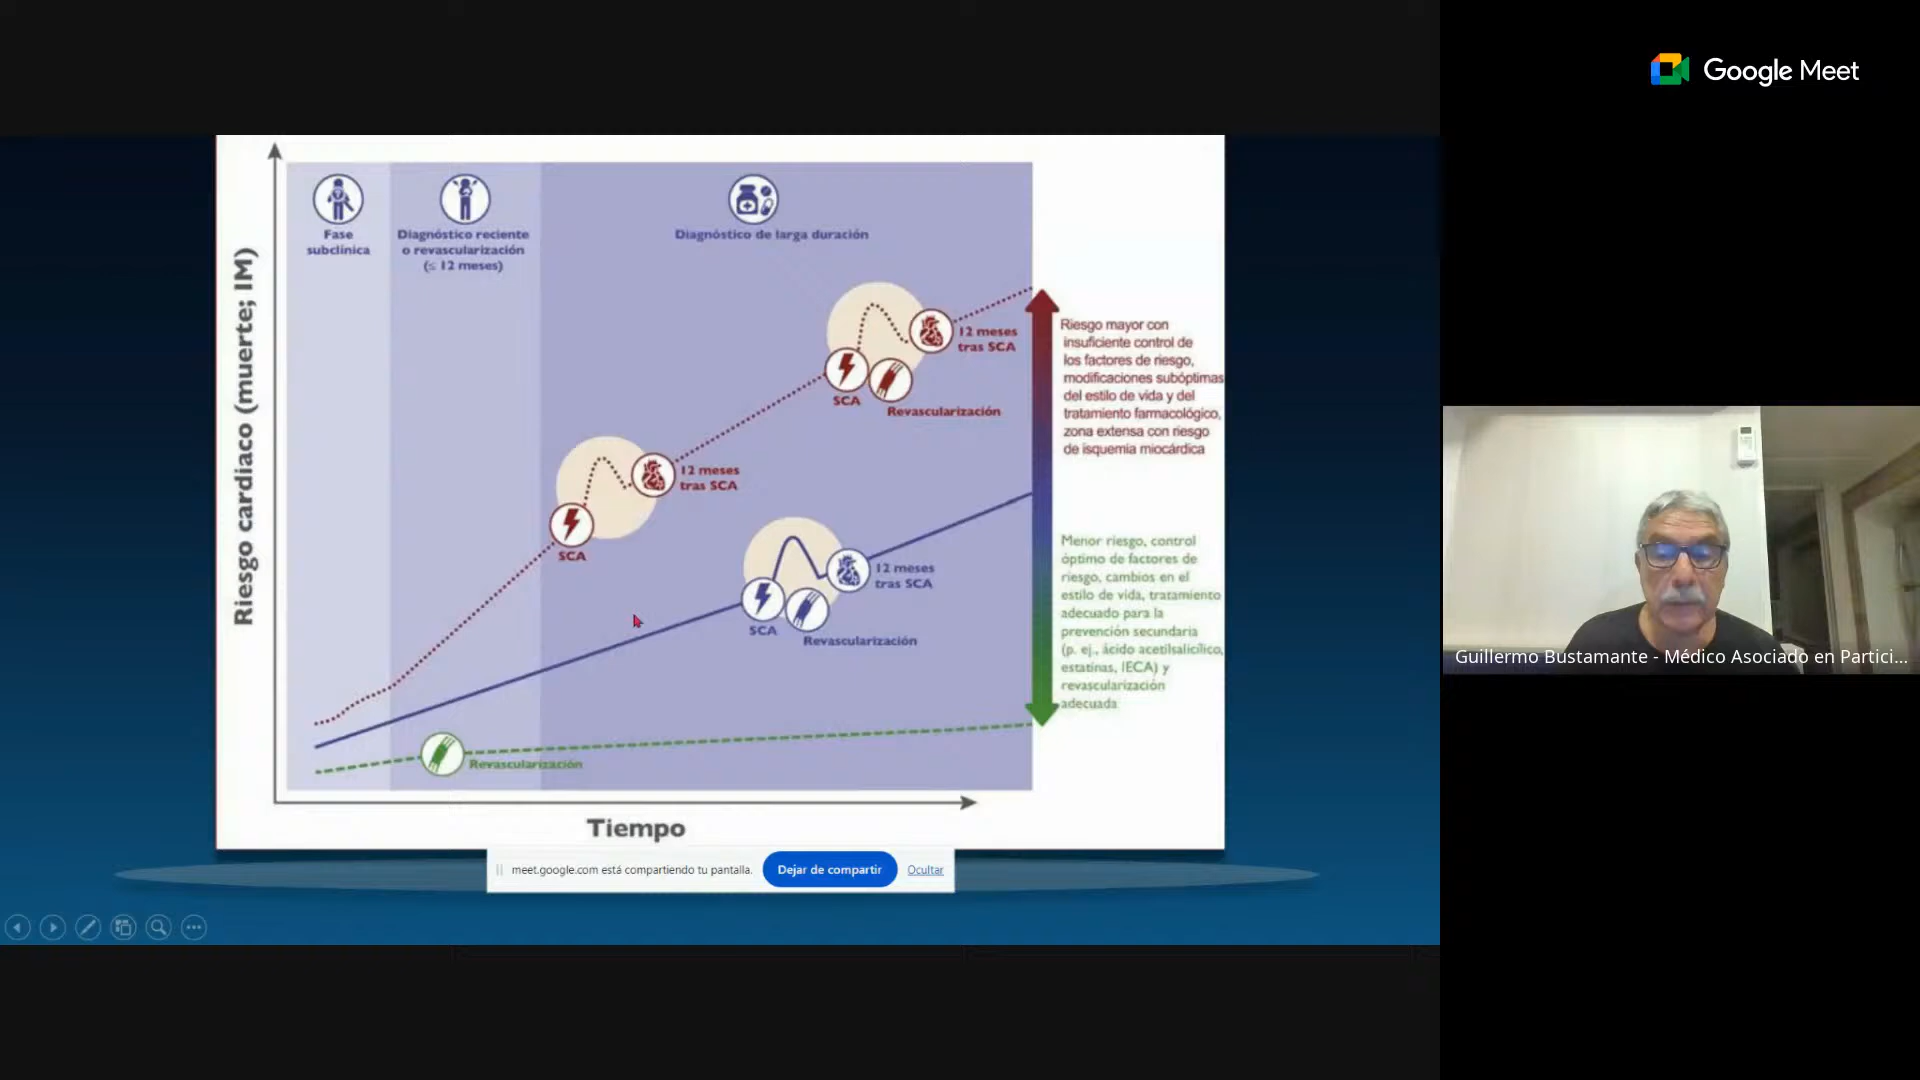 Google Meet
Riesgo cardiaco (muerte; IM)
Fase
subclínica
Diagnóstico reciente
o revascularización
(≤ 12 meses)
Diagnóstico de larga duración
12 meses
tras SCA
SCA
Revascularización
12 meses
tras SCA
SCA
12 meses
tras SCA
SCA
Revascularización
Revascularización
Riesgo mayor con
insuficiente control de
los factores de riesgo,
modificaciones subóptimas
del estilo de vida y del
tratamiento farmacológico,
zona extensa con riesgo
de isquemia miocárdica
Menor riesgo, control
óptimo de factores de
riesgo, cambios en el
estilo de vida, tratamiento
adecuado para la
prevención secundaria
(p. ej., ácido acetilsalicílico,
estatinas, IECA) y
revascularización
adecuada
Tiempo
meet.google.com está compartiendo tu pantalla.
Dejar de compartir
Ocultar
Guillermo Bustamante - Médico Asociado en Partici...